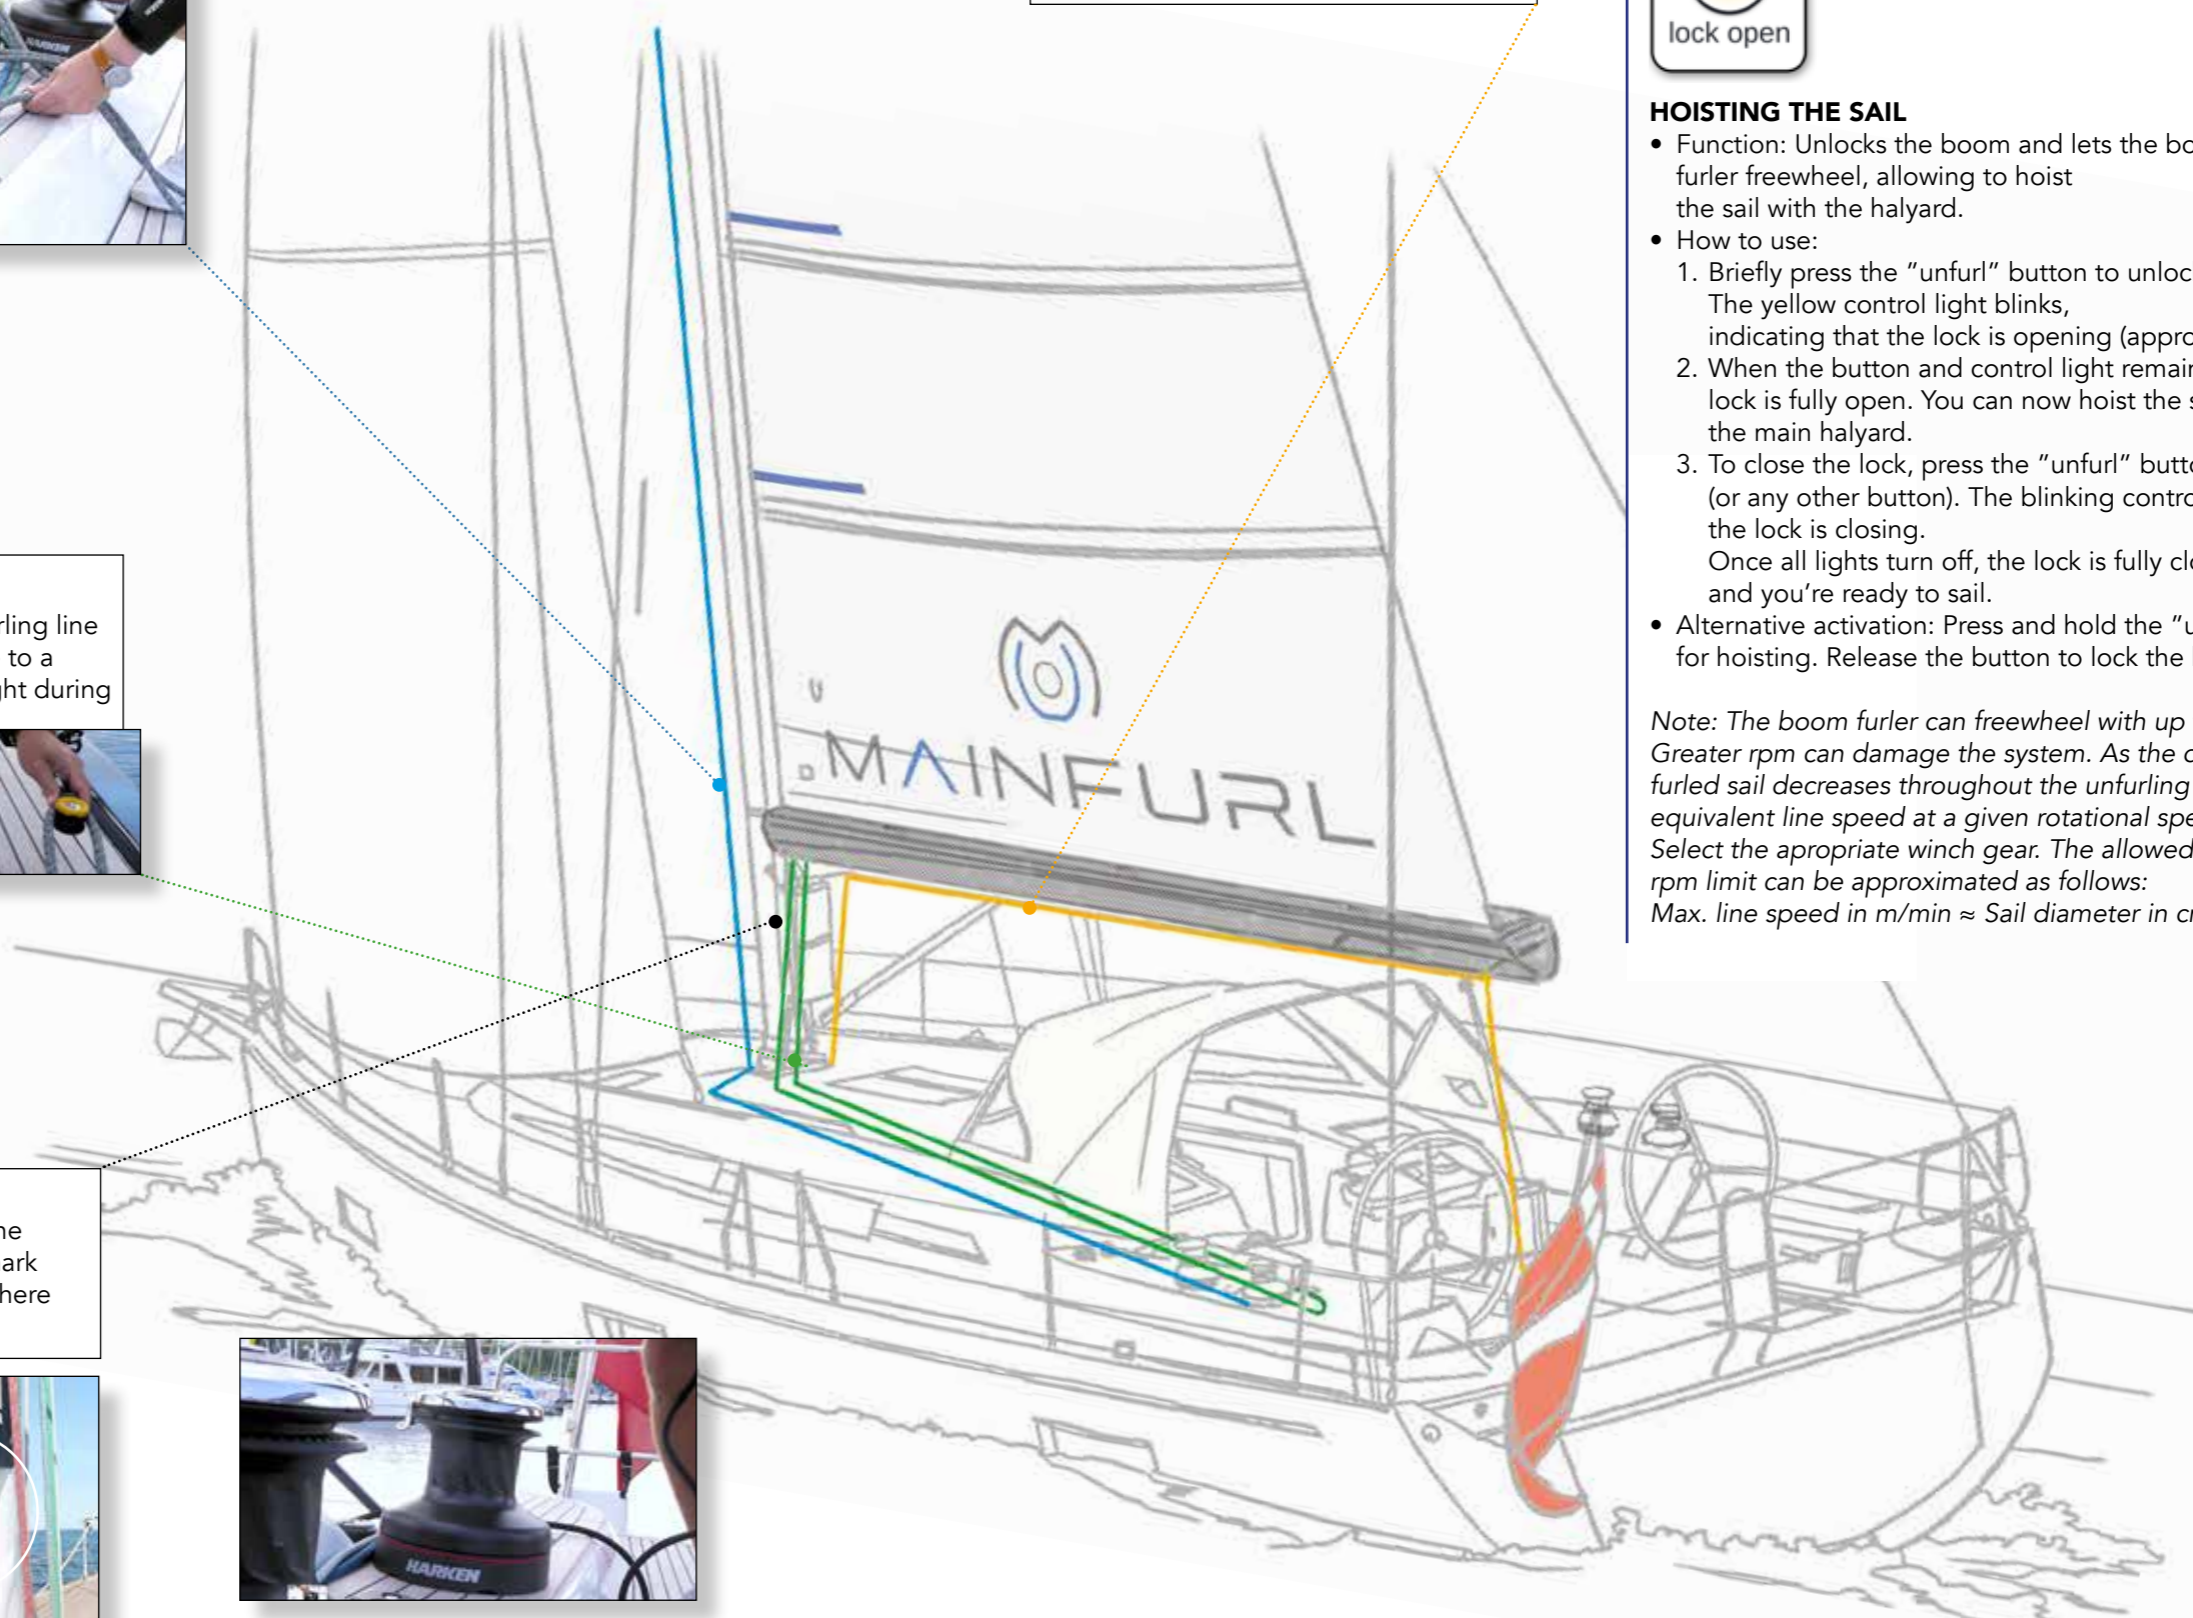 HARKEN
rling line
to a
ght during
ne
ark
here
MAINFURL
HARKEN
lock open
HOISTING THE SAIL
• Function: Unlocks the boom and lets the bo
furler freewheel, allowing to hoist
the sail with the halyard.
• How to use:
1. Briefly press the "unfurl" button to unloc
The yellow control light blinks,
indicating that the lock is opening (appro
2. When the button and control light remain
lock is fully open. You can now hoist the s
the main halyard.
3. To close the lock, press the "unfurl" butto
(or any other button). The blinking contro
the lock is closing.
Once all lights turn off, the lock is fully clo
and you're ready to sail.
• Alternative activation: Press and hold the "u
for hoisting. Release the button to lock the
Note: The boom furler can freewheel with up
Greater rpm can damage the system. As the
furled sail decreases throughout the unfurling
equivalent line speed at a given rotational spe
Select the apropriate winch gear. The allowed
rpm limit can be approximated as follows:
Max. line speed in m/min ≈ Sail diameter in c